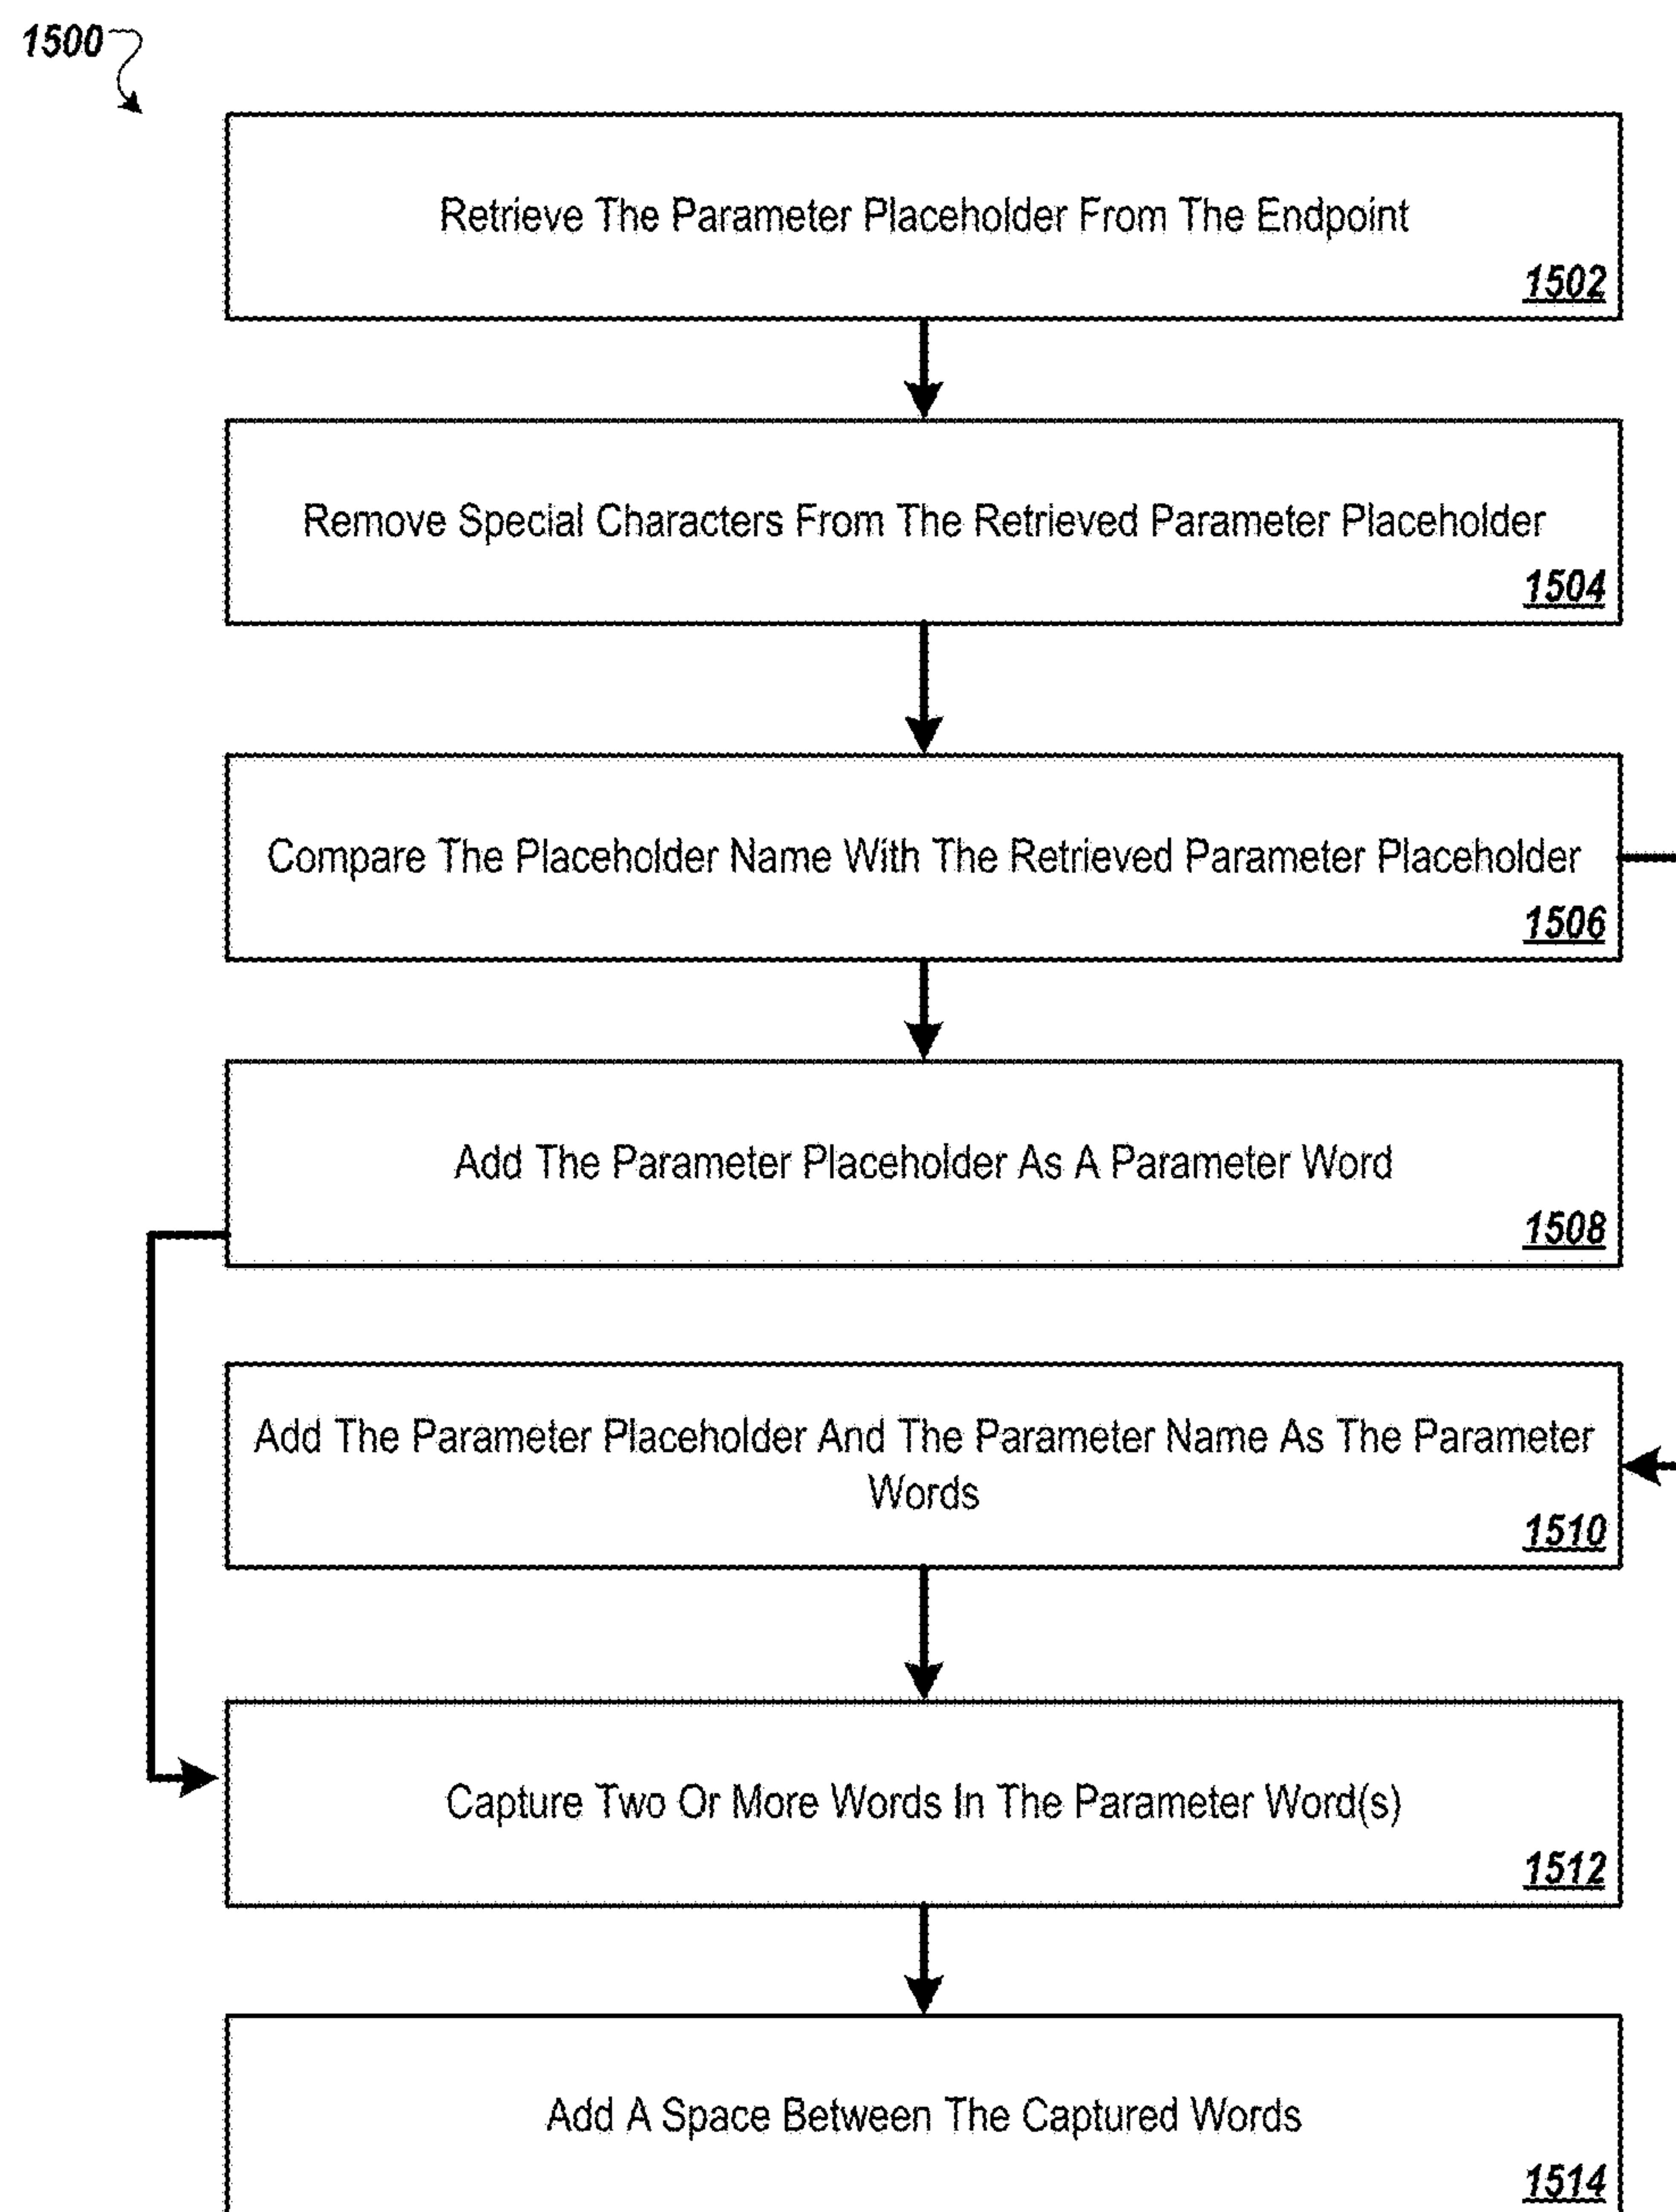 1500
Retrieve The Parameter Placeholder From The Endpoint
1502
Remove Special Characters From The Retrieved Parameter Placeholder
1504
Compare The Placeholder Name With The Retrieved Parameter Placeholder
1506
Add The Parameter Placeholder As A Parameter Word
1508
Add The Parameter Placeholder And The Parameter Name As The Parameter
Words
1510
Capture Two Or More Words In The Parameter Word(s)
1512
Add A Space Between The Captured Words
1514